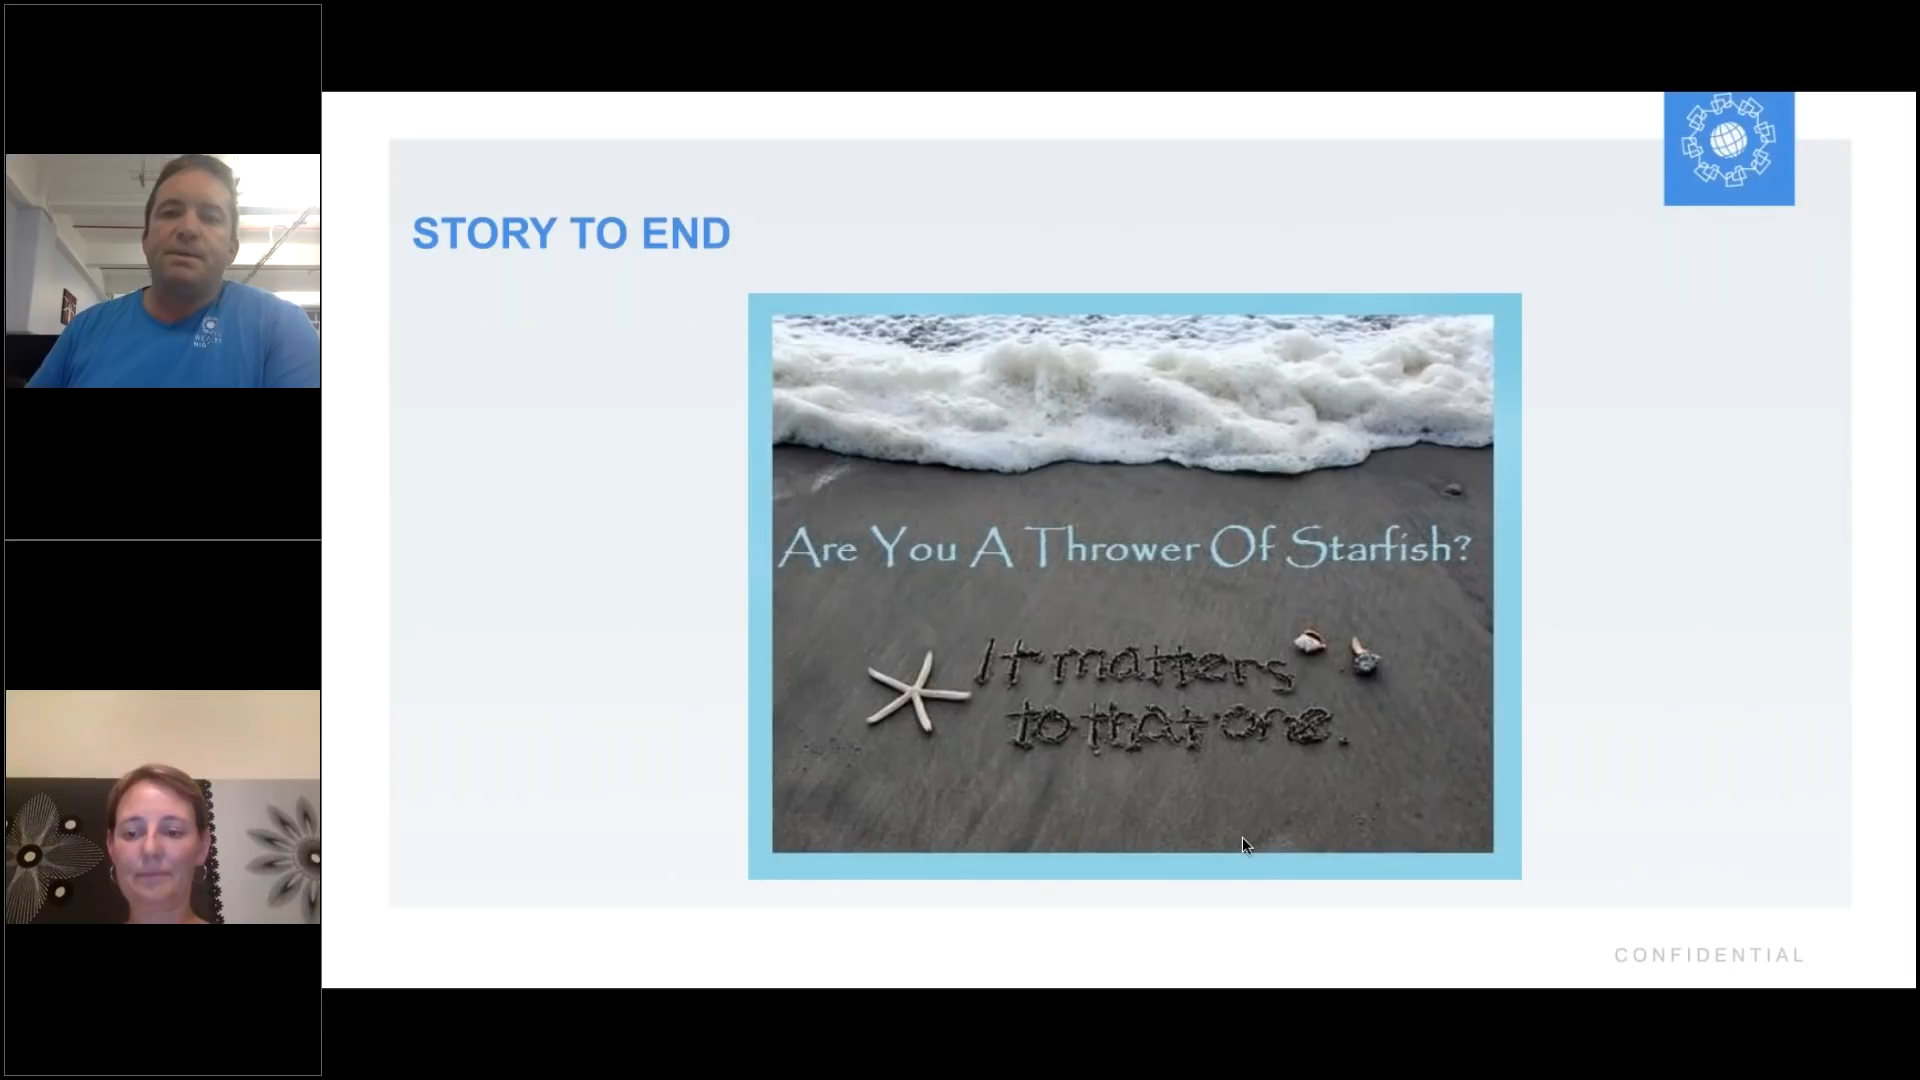 STORY TO END
Are You A Thrower Of Starfish?
It matters
to that one.
CONFIDENTIAL